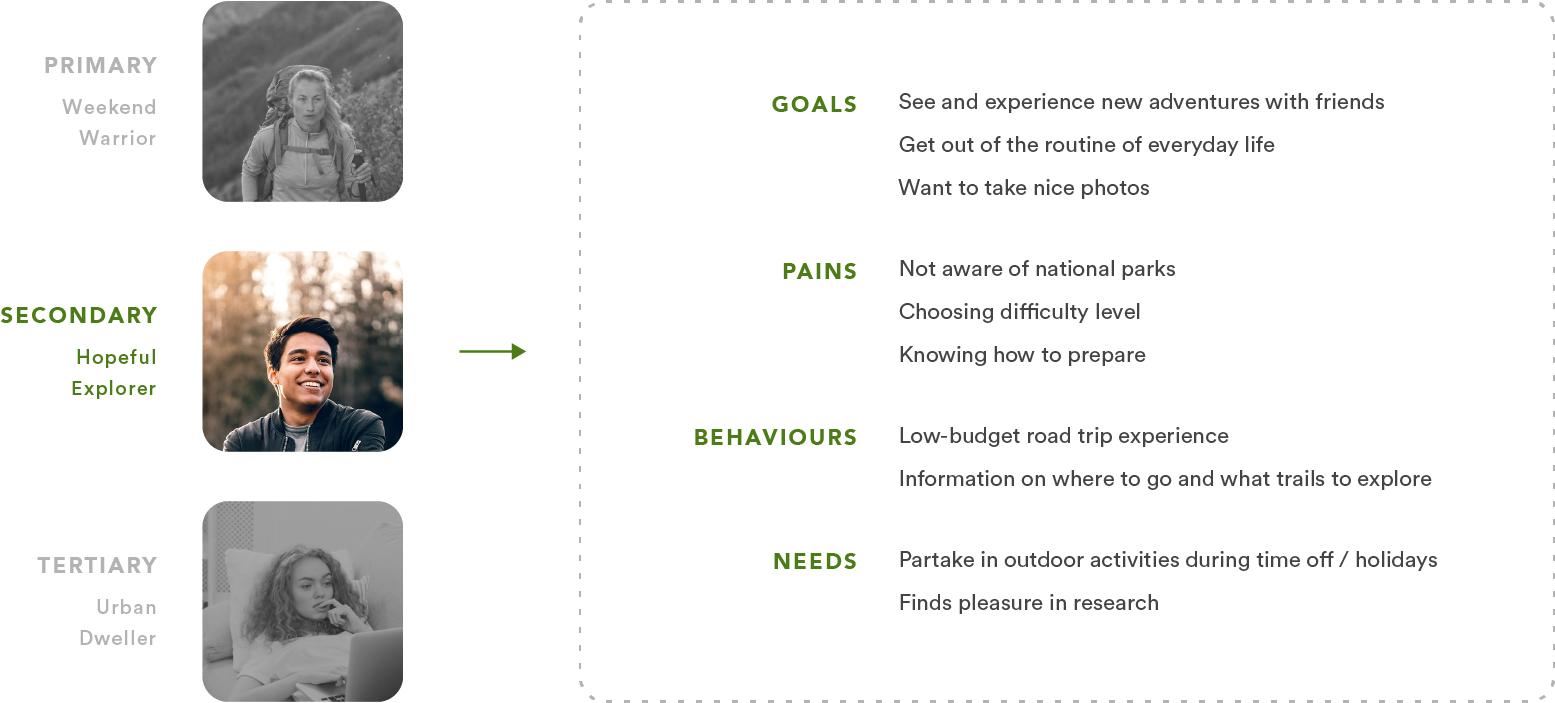 PRIMARY
Weekend
Warrior
SECONDARY
Hopeful
Explorer
TERTIARY
Urban
Dweller
GOALS
See and experience new adventures with friends
Get out of the routine of everyday life
Want to take nice photos
PAINS
Not aware of national parks
Choosing difficulty level
Knowing how to prepare
BEHAVIOURS
Low-budget road trip experience
Information on where to go and what trails to explore
NEEDS
Partake in outdoor activities during time off / holidays
Finds pleasure in research